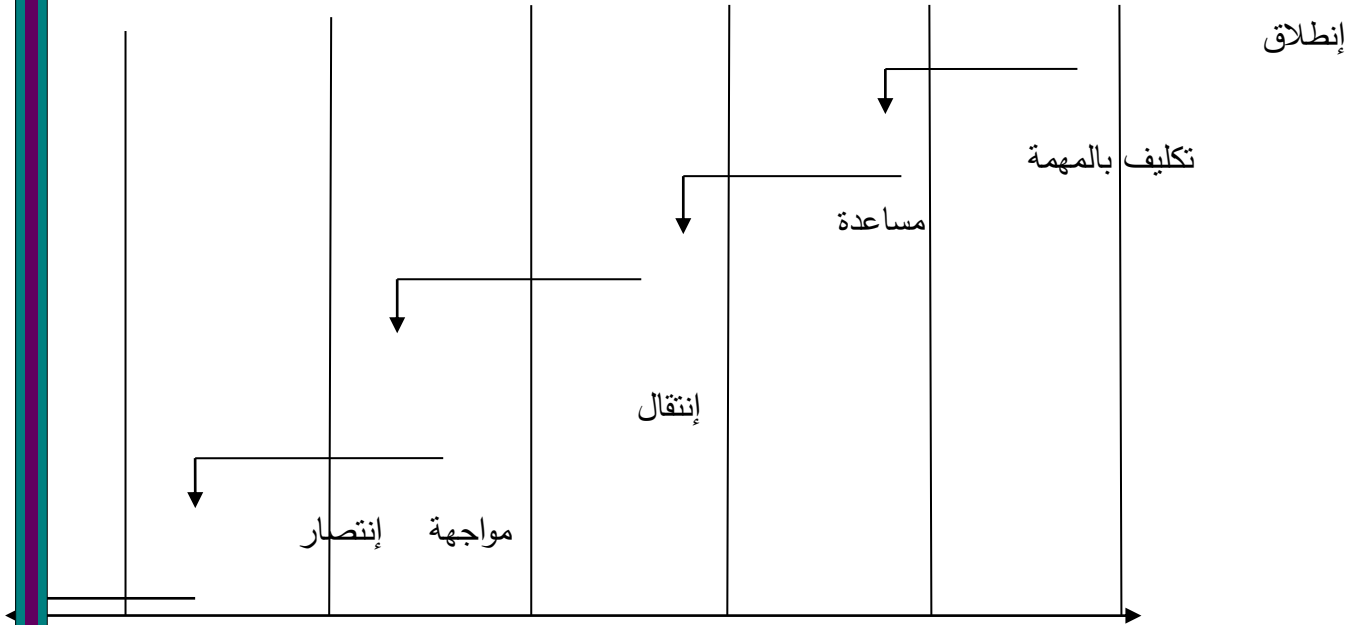 إنطلاق
تكليف بالمهمة
مساعدة
إنتقال
مواجهة إنتصار